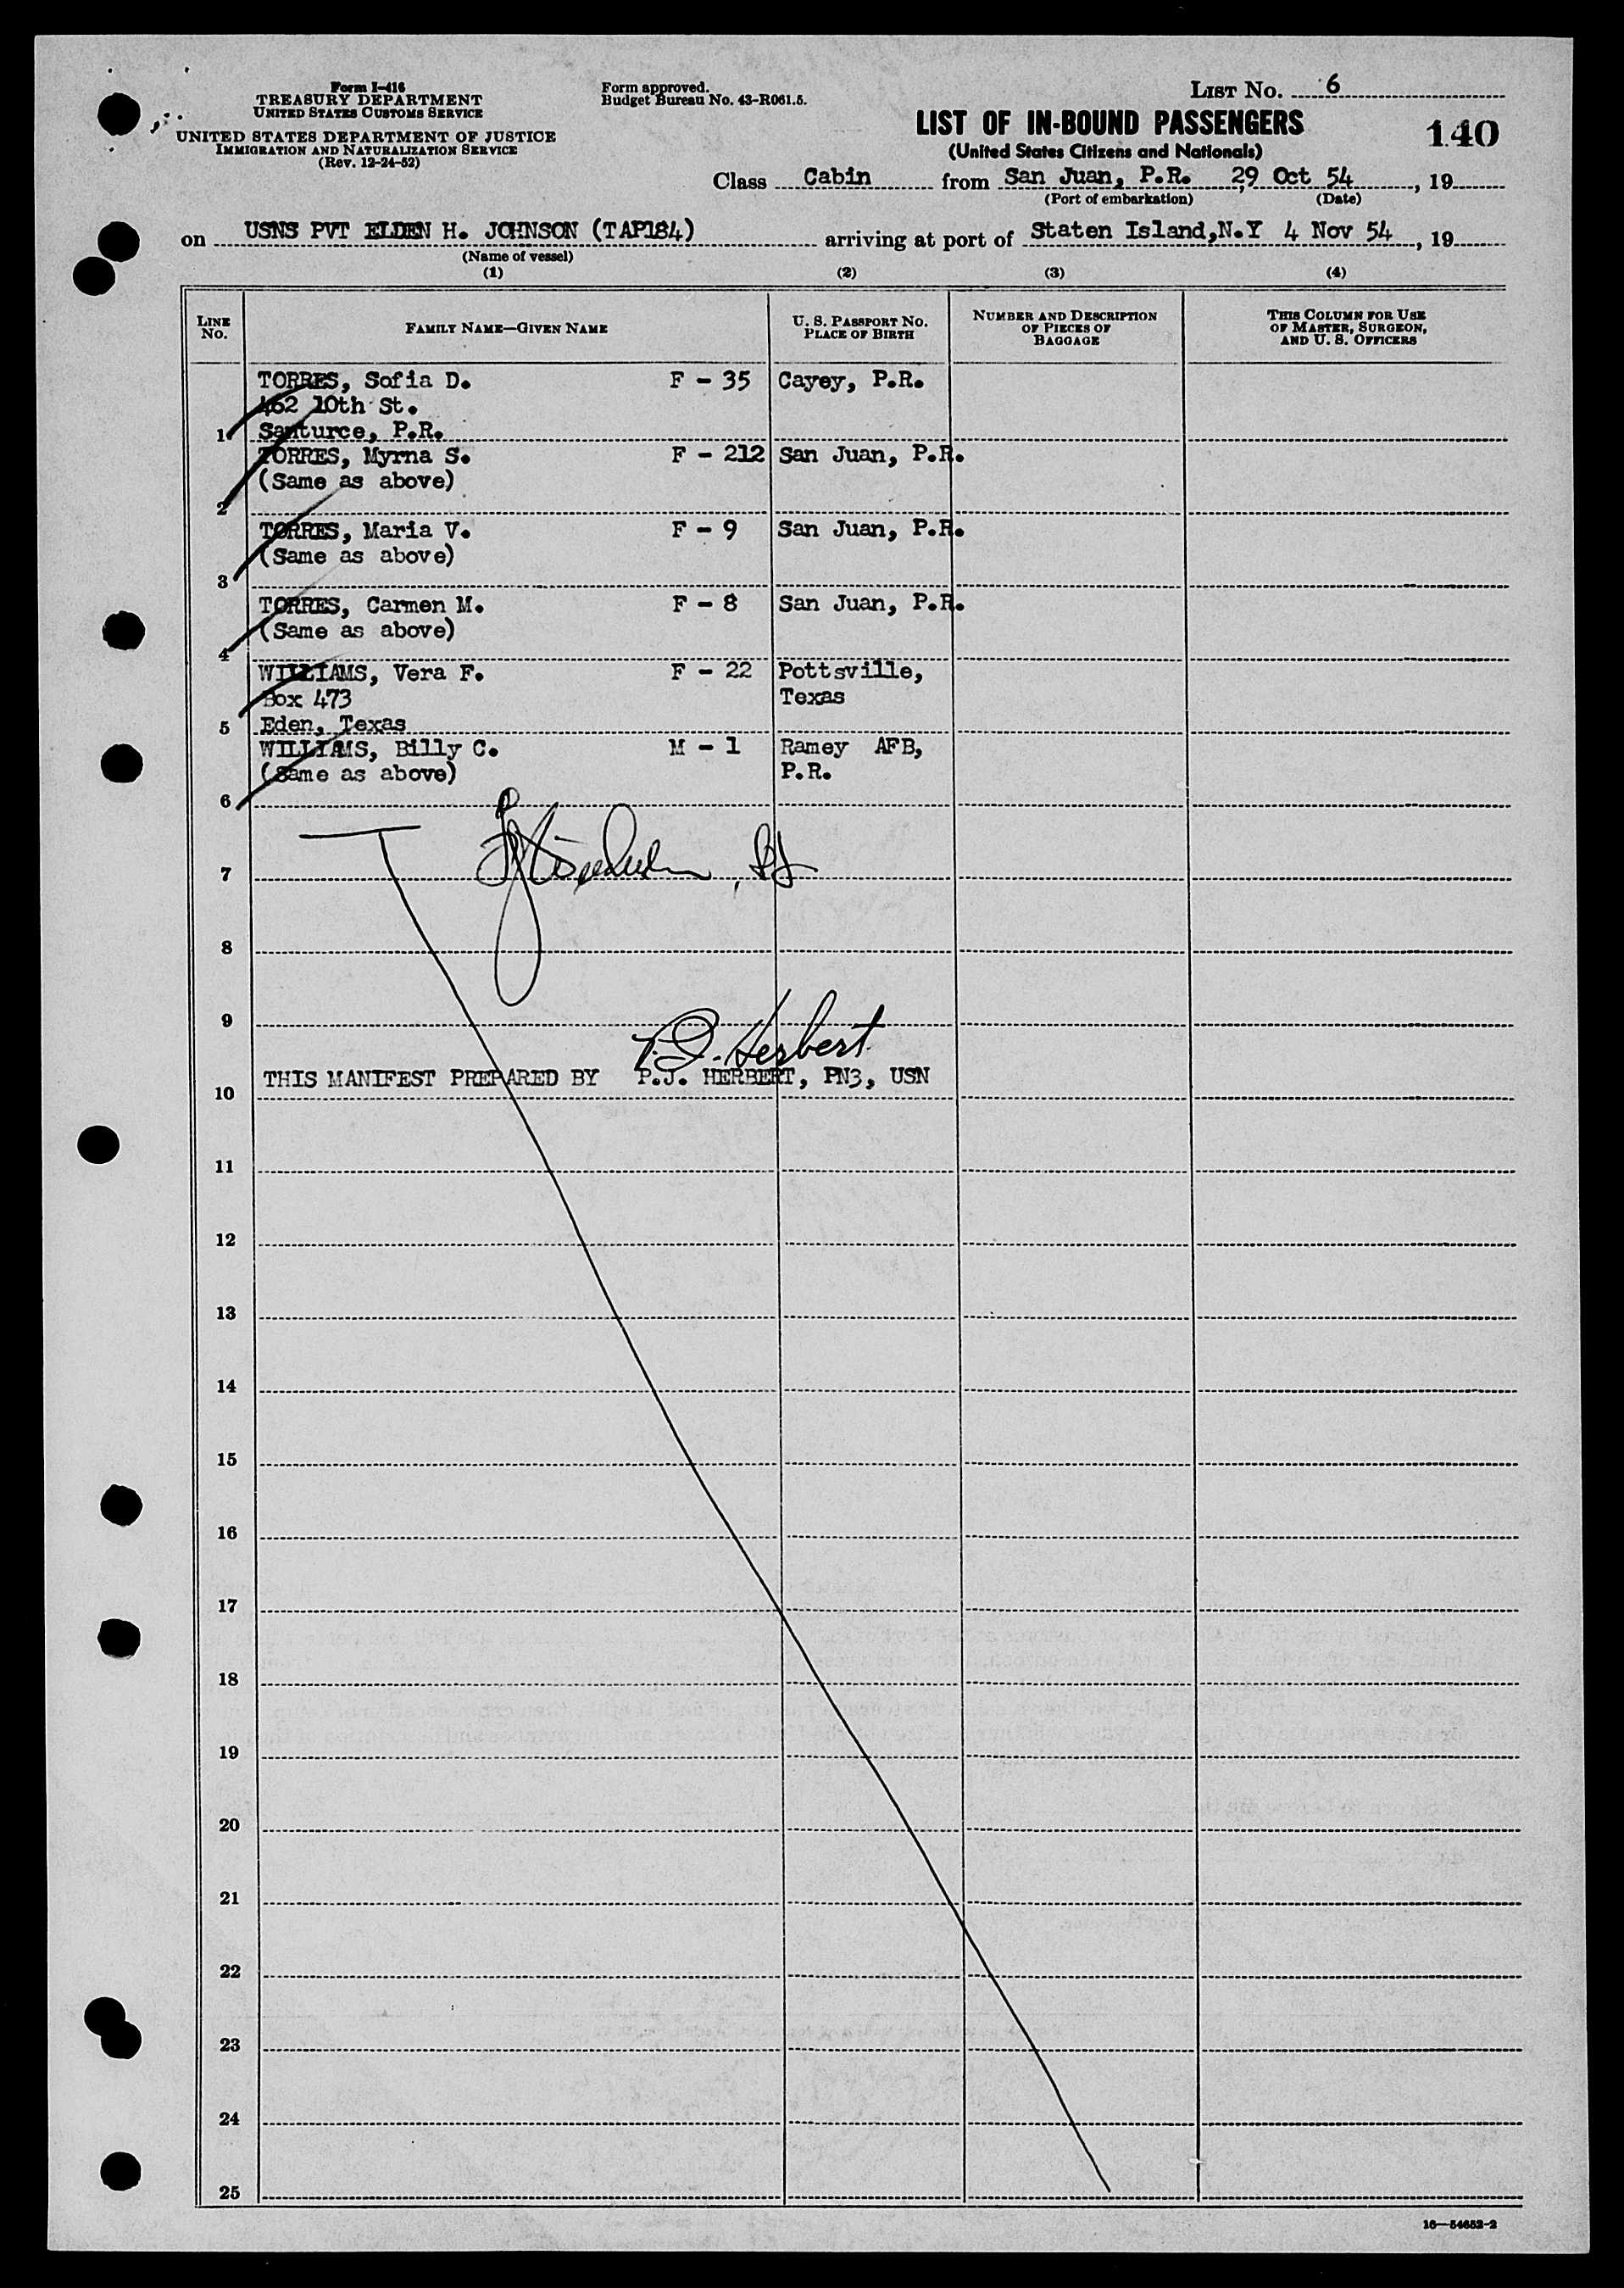 Form I-416
TREASURY DEPARTMENT
UNITED STATES CUSTOMS SERVICE
UNITED STATES DEPARTMENT OF JUSTICE
IMMIGRATION AND NATURALIZATION SERVICE
(Rev. 12-24-52)
Form approved.
Budget Bureau No. 43-R061.5.
LIST No. 6
LIST OF IN-BOUND PASSENGERS
(United States Citizens and Nationals)
140
Class Cabin from San Juan, P.R. 29 Oct 54, 19
(Port of embarkation) (Date)
on USNS PVT ELDEN H. JOHNSON (TAP184) arriving at port of Staten Island,N.Y 4 Nov 54, 19
(Name of vessel)
(1) (2) (3) (4)
LINE No. FAMILY NAME—GIVEN NAME U. S. PASSPORT NO. PLACE OF BIRTH NUMBER AND DESCRIPTION OF PIECES OF BAGGAGE THIS COLUMN FOR USE OF MASTER, SURGEON, AND U. S. OFFICERS
TORRES, Sofia D. F - 35 Cayey, P.R.
462 10th St.
1 Santurce, P.R.
TORRES, Myrna S. F - 212 San Juan, P.R.
(Same as above)
2
TORRES, Maria V. F - 9 San Juan, P.R.
(Same as above)
3
TORRES, Carmen M. F - 8 San Juan, P.R.
(Same as above)
4
WILLIAMS, Vera F. F - 22 Pottsville,
Box 473 Texas
5 Eden, Texas
WILLIAMS, Billy C. M - 1 Ramey AFB,
(Same as above) P.R.
6
7
8
9
P.J. Herbert
THIS MANIFEST PREPARED BY P.J. HERBERT, PN3, USN
10
11
12
13
14
15
16
17
18
19
20
21
22
23
24
25
16—54652-2